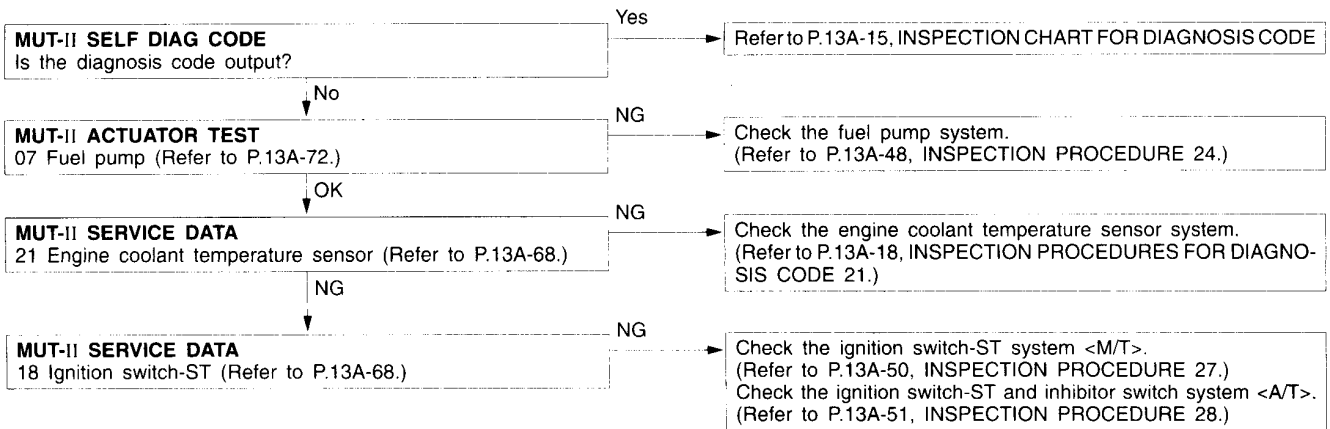 MUT-II SELF DIAG CODE
Is the diagnosis code output?
Yes
Refer to P.13A-15, INSPECTION CHART FOR DIAGNOSIS CODE
No
MUT-II ACTUATOR TEST
07 Fuel pump (Refer to P.13A-72.)
NG
Check the fuel pump system.
(Refer to P.13A-48, INSPECTION PROCEDURE 24.)
OK
MUT-II SERVICE DATA
21 Engine coolant temperature sensor (Refer to P.13A-68.)
NG
Check the engine coolant temperature sensor system.
(Refer to P.13A-18, INSPECTION PROCEDURES FOR DIAGNO-
SIS CODE 21.)
NG
MUT-II SERVICE DATA
18 Ignition switch-ST (Refer to P.13A-68.)
NG
Check the ignition switch-ST system <M/T>.
(Refer to P.13A-50, INSPECTION PROCEDURE 27.)
Check the ignition switch-ST and inhibitor switch system <A/T>.
(Refer to P.13A-51, INSPECTION PROCEDURE 28.)